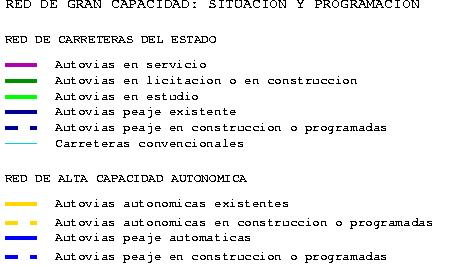 RED DE GRAN CAPACIDAD: SITUACION Y PROGRAMACION
RED DE CARRETERAS DEL ESTADO
Autovias en servicio
Autovias en licitacion o en construccion
Autovias en estudio
Autovias peaje existente
Autovias peaje en construccion o programadas
Carreteras convencionales
RED DE ALTA CAPACIDAD AUTONOMICA
Autovias autonomicas existentes
Autovias autonomicas en construccion o programadas
Autovias peaje automaticas
Autovias peaje en construccion o programadas